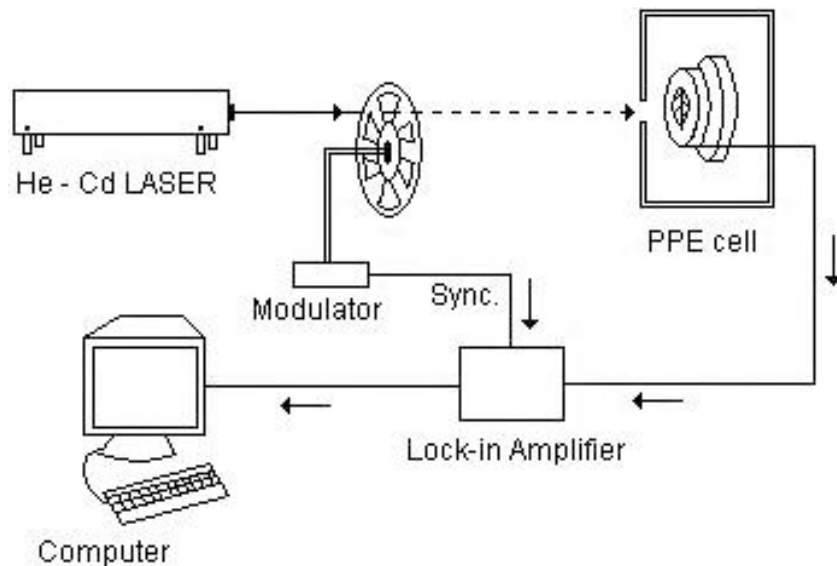 He - Cd LASER
PPE cell
Modulator
Sync.
Lock-in Amplifier
Computer